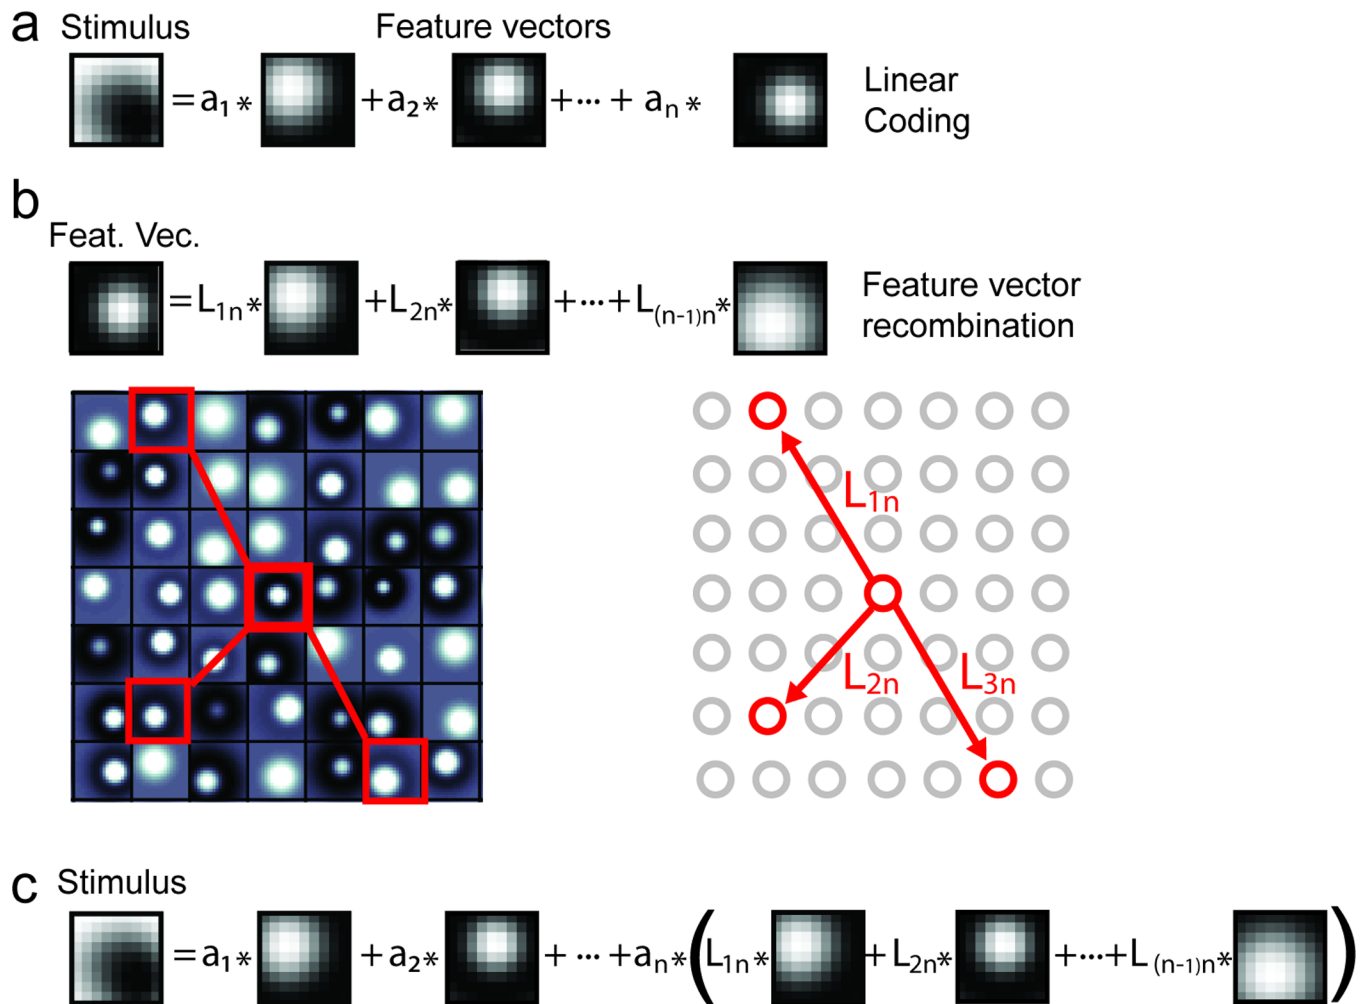 a Stimulus Feature vectors
= a₁* + a₂* + ... + aₙ* Linear
Coding
b
Feat. Vec.
= L₁ₙ* + L₂ₙ* + ... + L₍ₙ₋₁₎ₙ* Feature vector
recombination
L₁ₙ
L₂ₙ L₃ₙ
c Stimulus
= a₁* + a₂* + ... + aₙ* ( L₁ₙ* + L₂ₙ* + ... + L₍ₙ₋₁₎ₙ* )